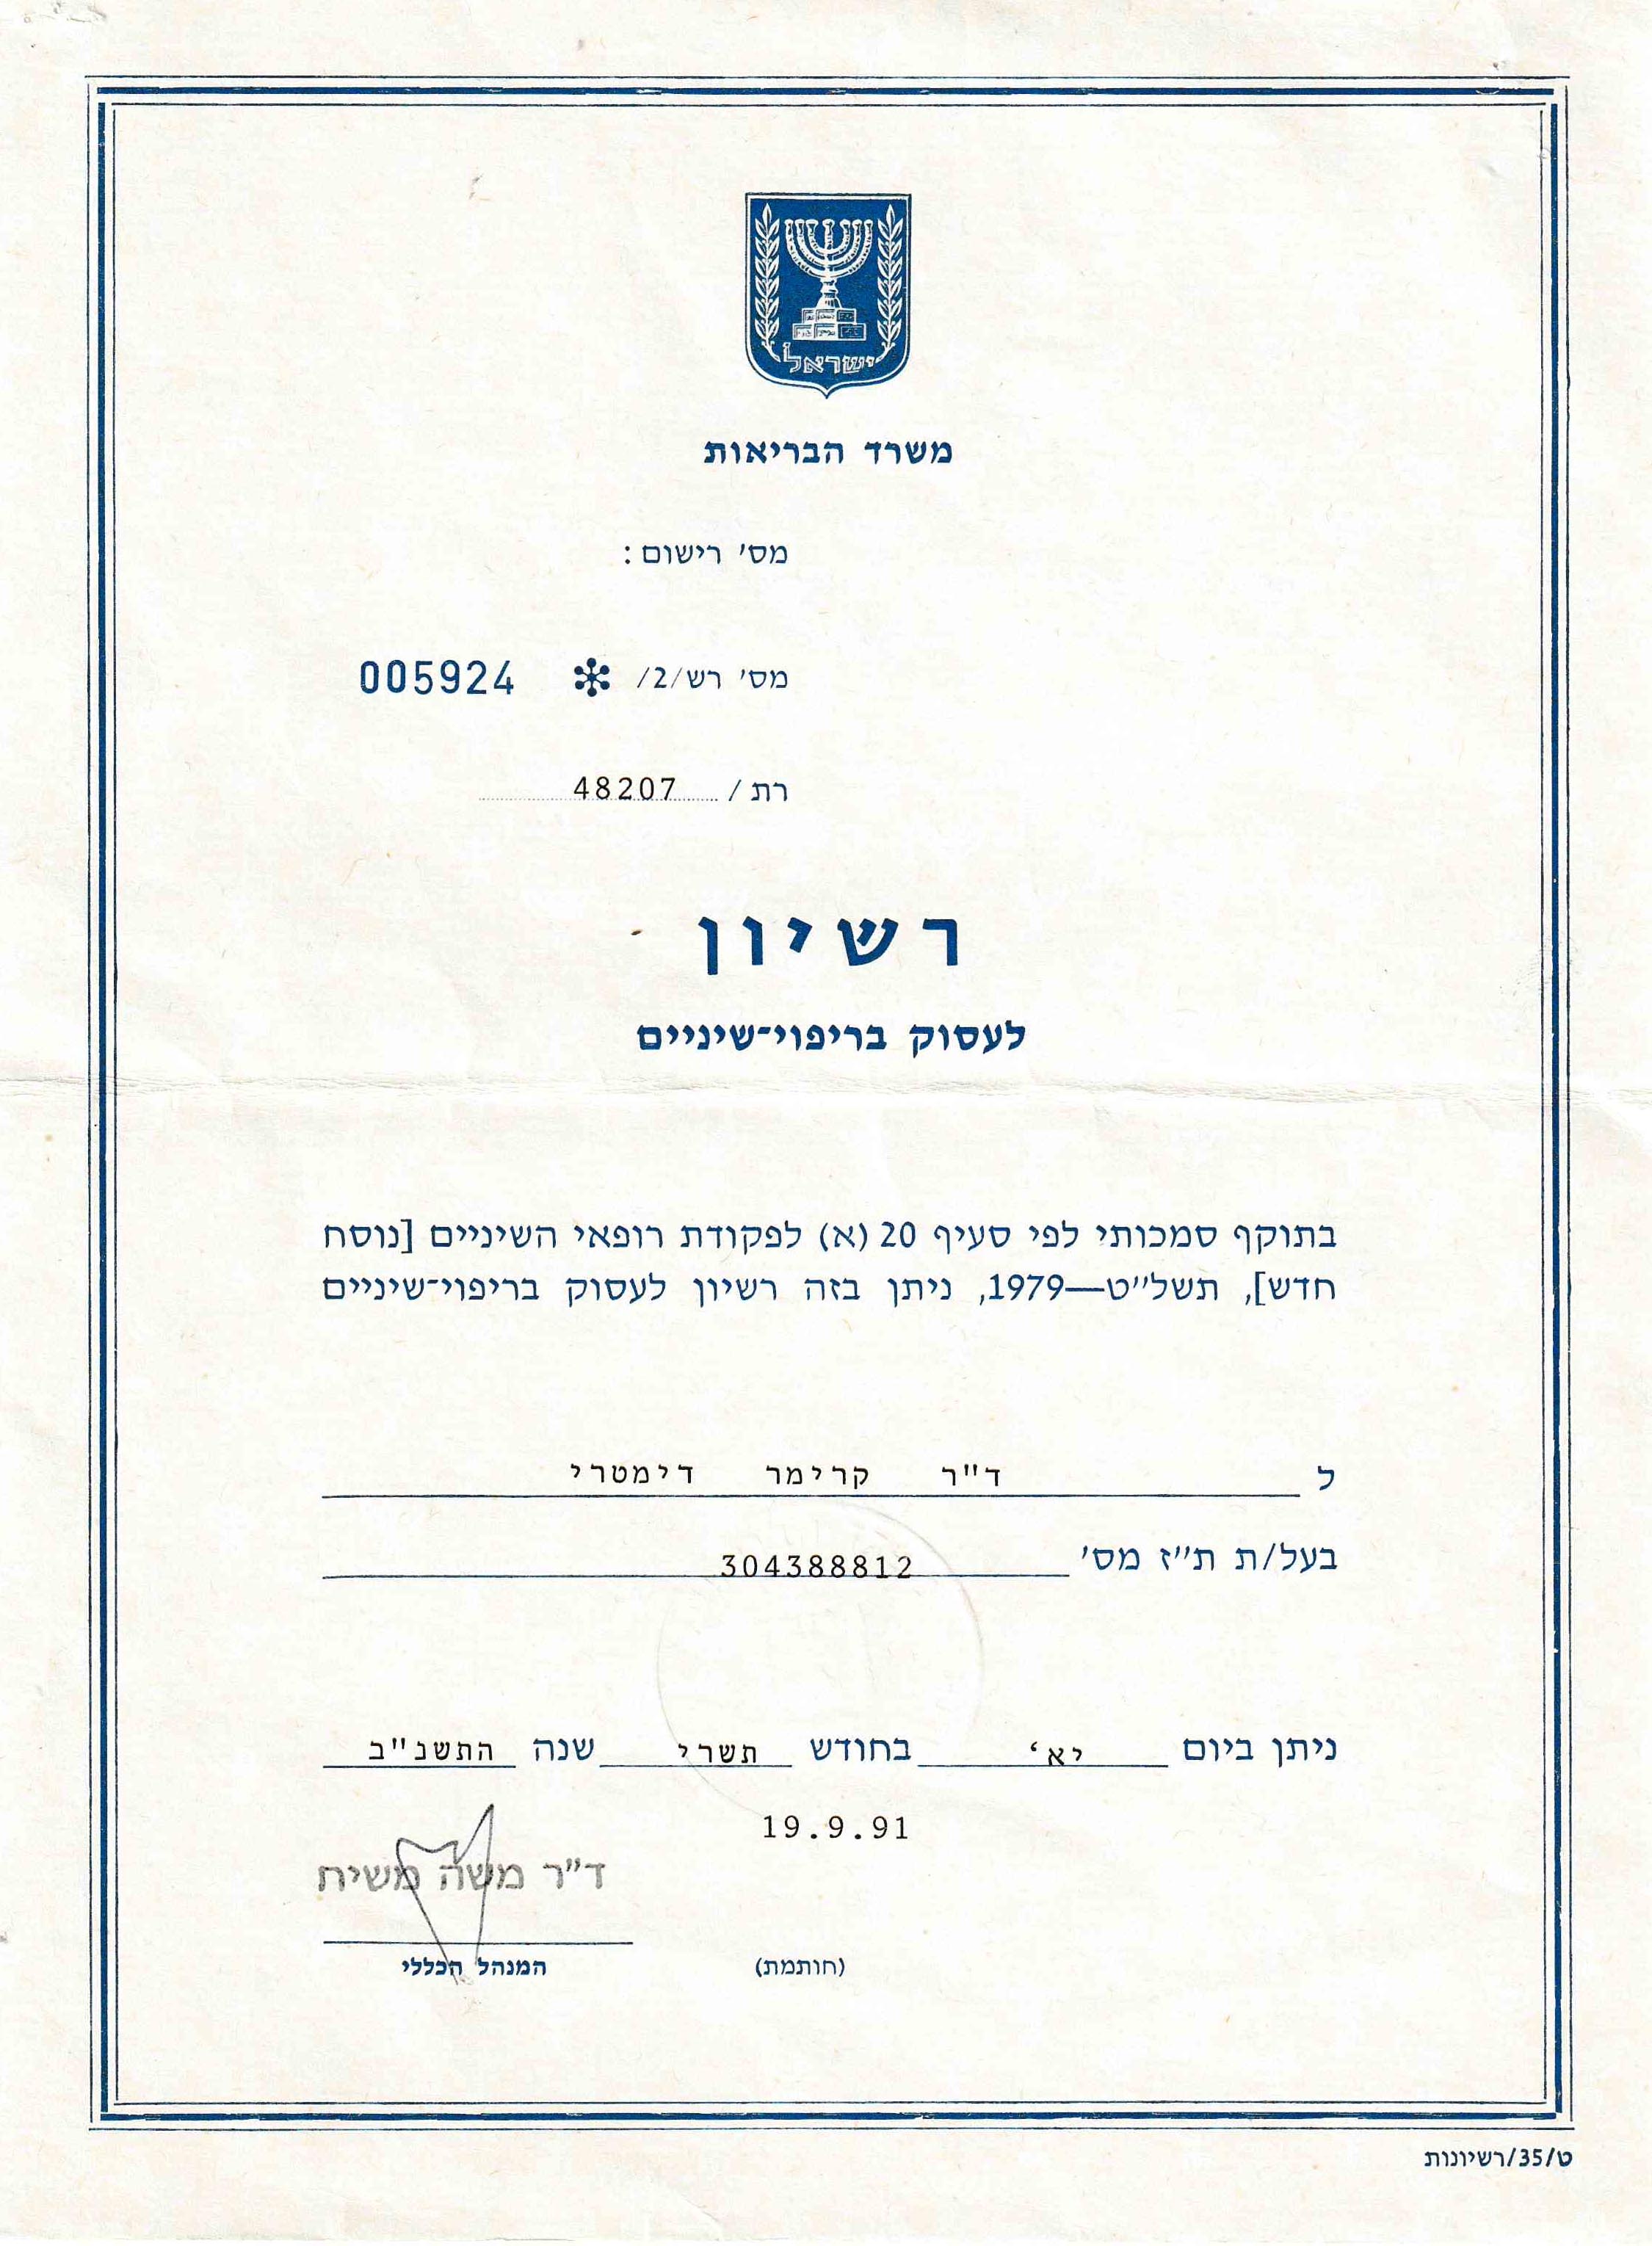 ישראל
משרד הבריאות
מס' רישום:
מס' רש/2/ 005924
רת/ 48207
רשיון
לעסוק בריפוי-שיניים
בתוקף סמכותי לפי סעיף 20 (א) לפקודת רופאי השיניים [נוסח
חדש], תשל"ט—1979, ניתן בזה רשיון לעסוק בריפוי-שיניים
ל ד"ר קרימר דימטרי
בעל/ת ת"ז מס' 304388812
ניתן ביום יא' בחודש תשרי שנה התשנ"ב
19.9.91
ד"ר משה משיח
(חותמת) המנהל הכללי
ט/35/רשיונות